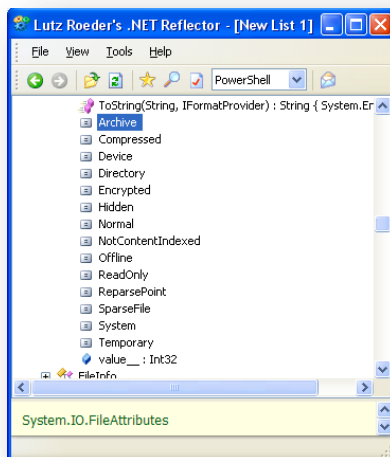 Lutz Roeder's .NET Reflector - [New List 1]
File View Tools Help
PowerShell
ToString(String, IFormatProvider) : String { System.Er
Archive
Compressed
Device
Directory
Encrypted
Hidden
Normal
NotContentIndexed
Offline
ReadOnly
ReparsePoint
SparseFile
System
Temporary
value__ : Int32
FileInfo
System.IO.FileAttributes